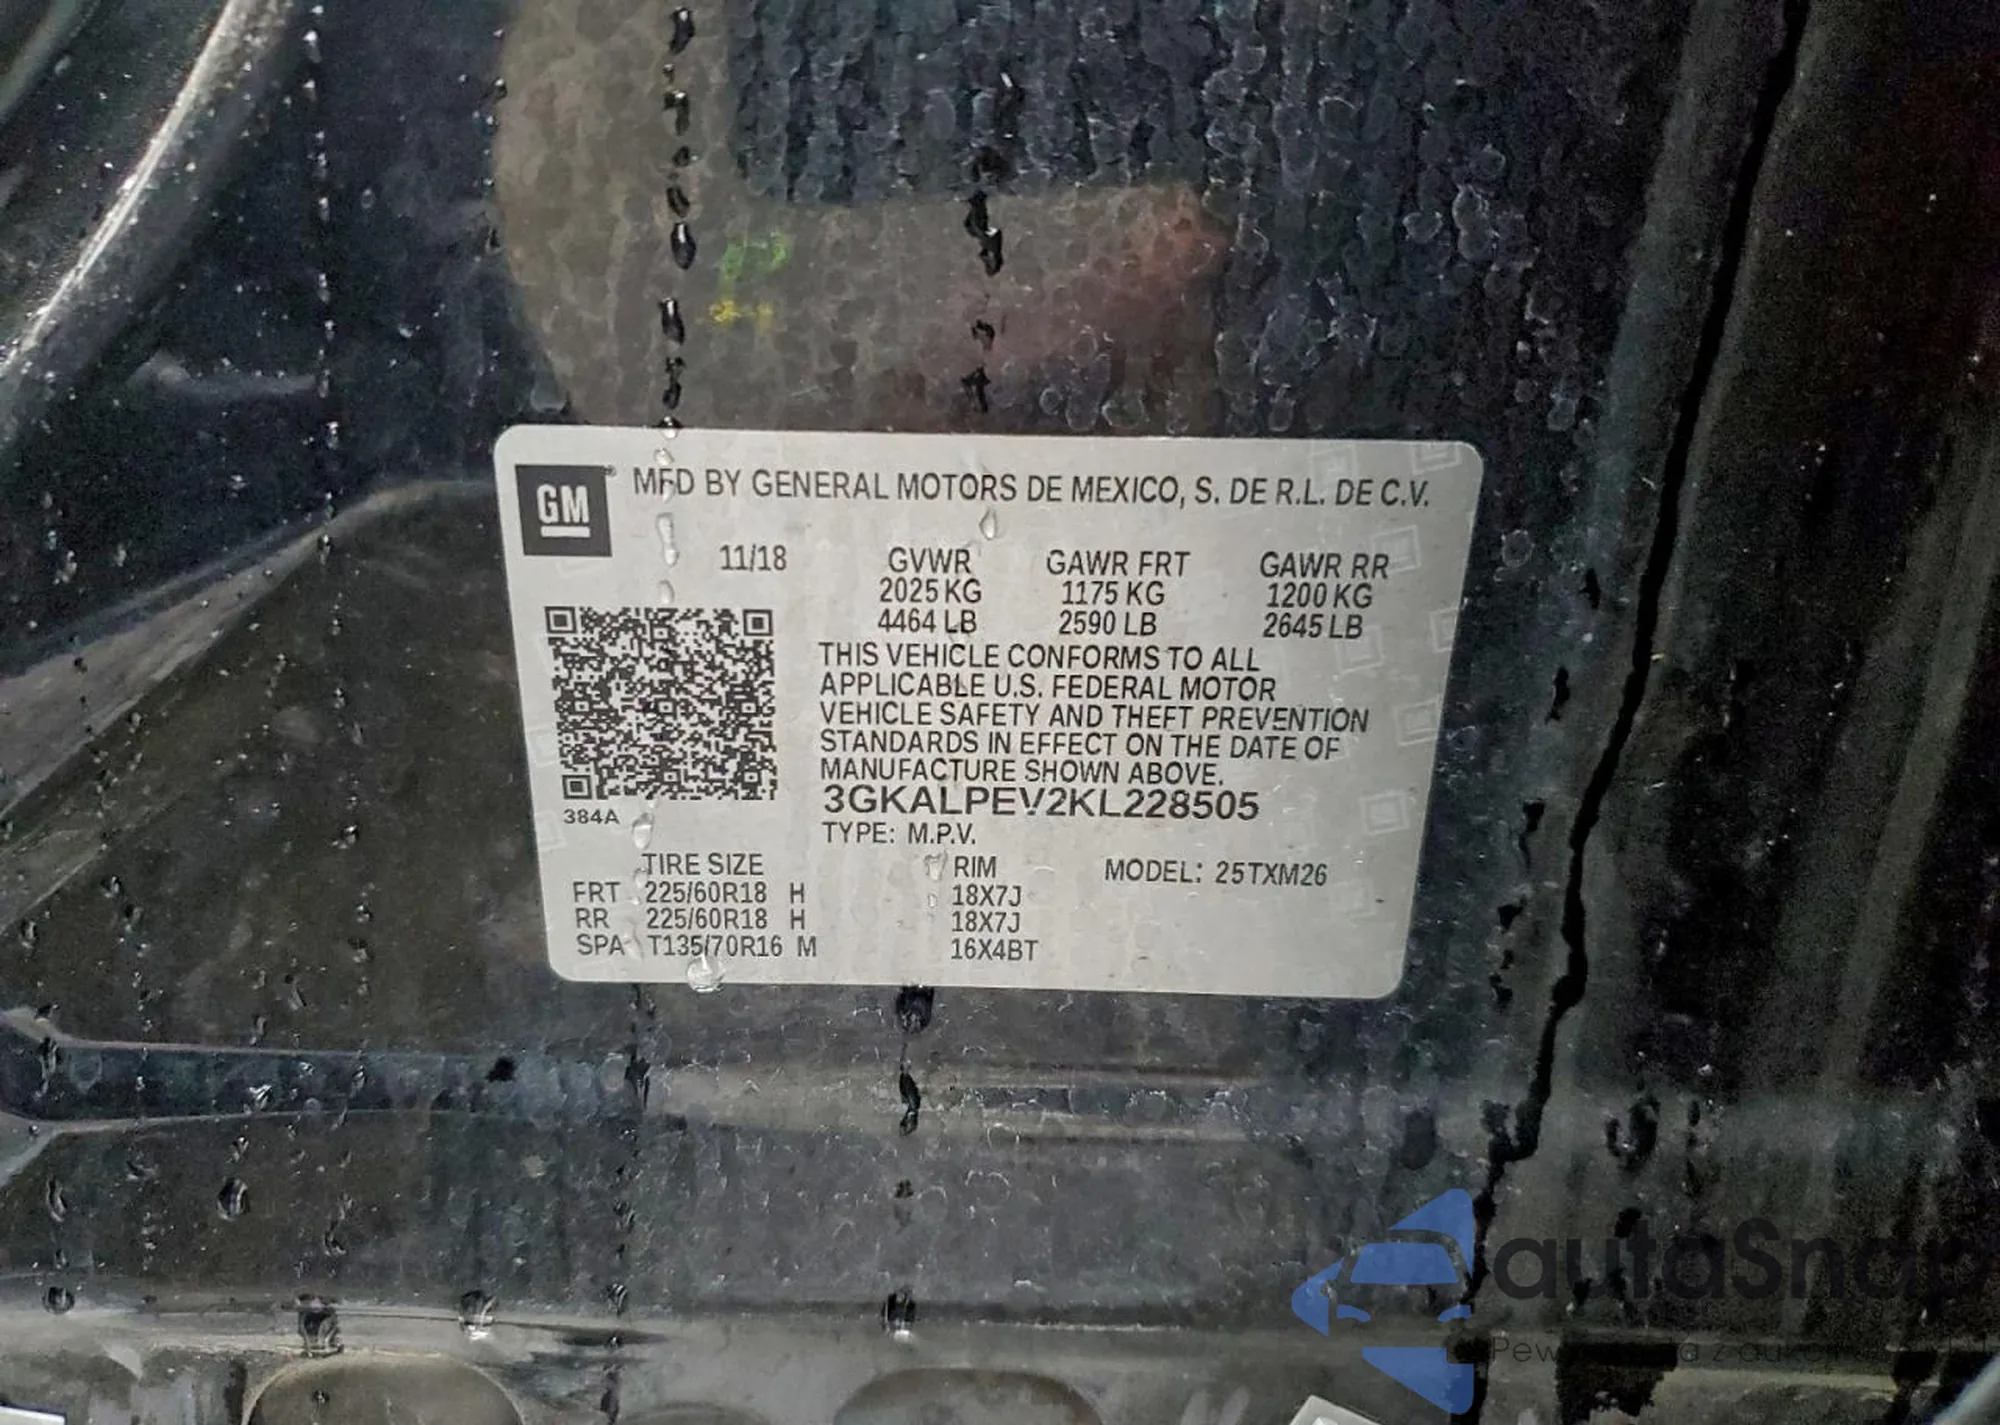 GM
MFD BY GENERAL MOTORS DE MEXICO, S. DE R.L. DE C.V.
11/18 GVWR GAWR FRT GAWR RR
2025 KG 1175 KG 1200 KG
4464 LB 2590 LB 2645 LB
THIS VEHICLE CONFORMS TO ALL
APPLICABLE U.S. FEDERAL MOTOR
VEHICLE SAFETY AND THEFT PREVENTION
STANDARDS IN EFFECT ON THE DATE OF
MANUFACTURE SHOWN ABOVE.
3GKALPEV2KL228505
384A
TYPE: M.P.V.
TIRE SIZE RIM MODEL: 25TXM26
FRT 225/60R18 H 18X7J
RR 225/60R18 H 18X7J
SPA T135/70R16 M 16X4BT
autaSnap